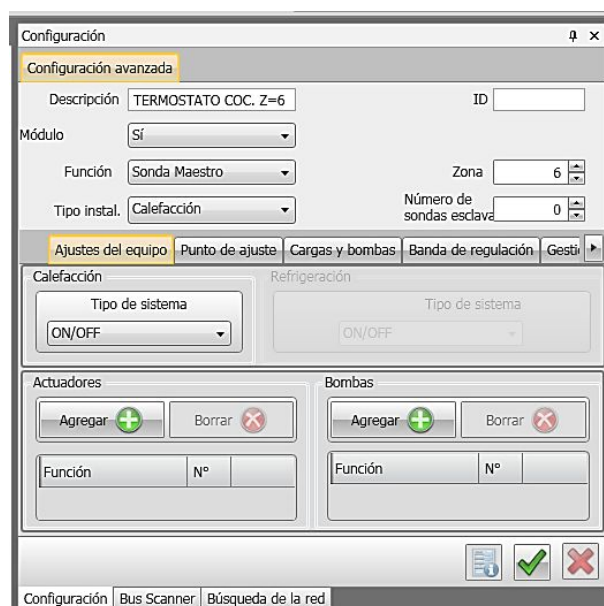 Configuración
Configuración avanzada
Descripción TERMOSTATO COC. Z=6 ID
Módulo Sí
Función Sonda Maestro Zona 6
Tipo instal. Calefacción Número de
sondas esclava 0
Ajustes del equipo Punto de ajuste Cargas y bombas Banda de regulación Gesti
Calefacción Refrigeración
Tipo de sistema Tipo de sistema
ON/OFF ON/OFF
Actuadores Bombas
Agregar Borrar Agregar Borrar
Función Nº Función Nº
Configuración Bus Scanner Búsqueda de la red